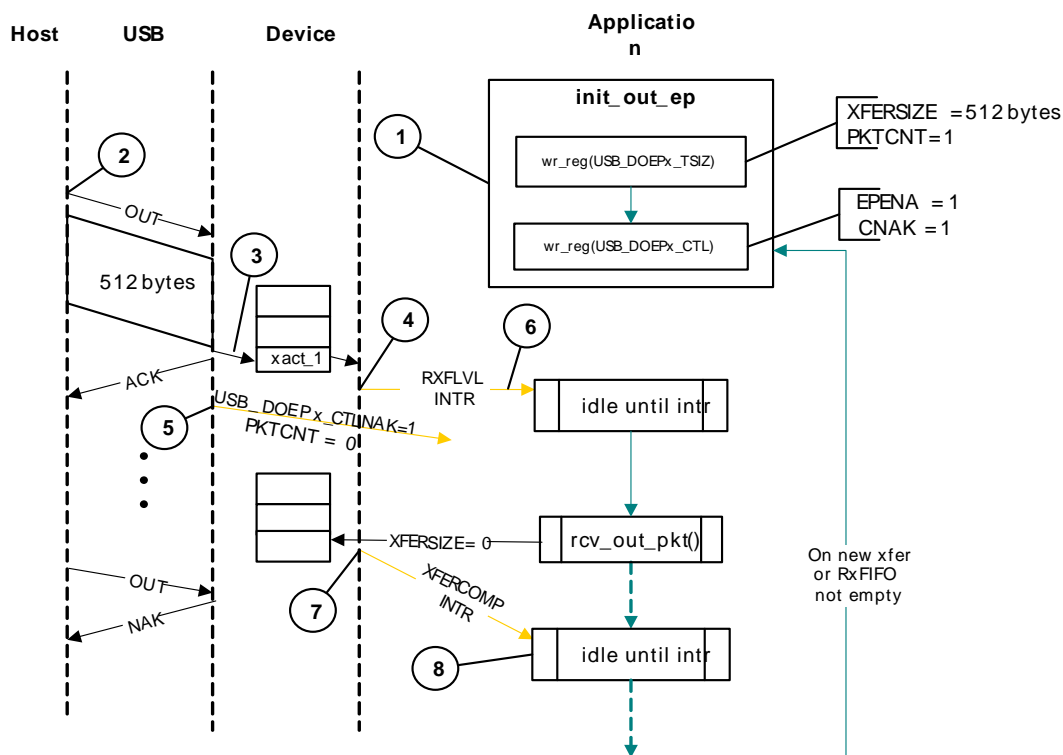 Host
USB
Device
Applicatio
n
init_out_ep
wr_reg(USB_DOEPx_TSIZ)
wr_reg(USB_DOEPx_CTL)
XFERSIZE = 512 bytes
PKTCNT=1
EPENA = 1
CNAK = 1
1
2
OUT
512 bytes
3
xact_1
4
6
ACK
RXFLVL
INTR
idle until intr
5
USB_DOEPx_CTLNAK=1
PKTCNT = 0
XFERSIZE= 0
rcv_out_pkt()
On new xfer
or RxFIFO
not empty
OUT
NAK
7
XFERCOMP
INTR
8
idle until intr